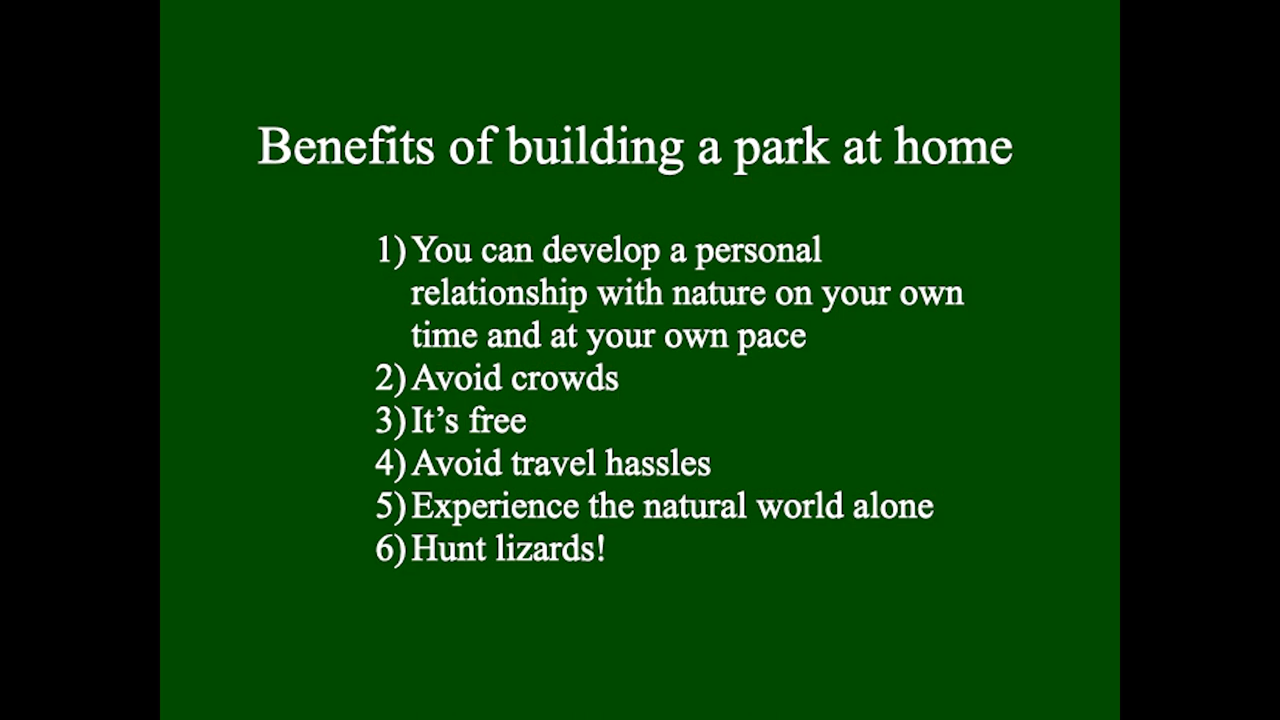 Benefits of building a park at home
1) You can develop a personal
relationship with nature on your own
time and at your own pace
2) Avoid crowds
3) It’s free
4) Avoid travel hassles
5) Experience the natural world alone
6) Hunt lizards!